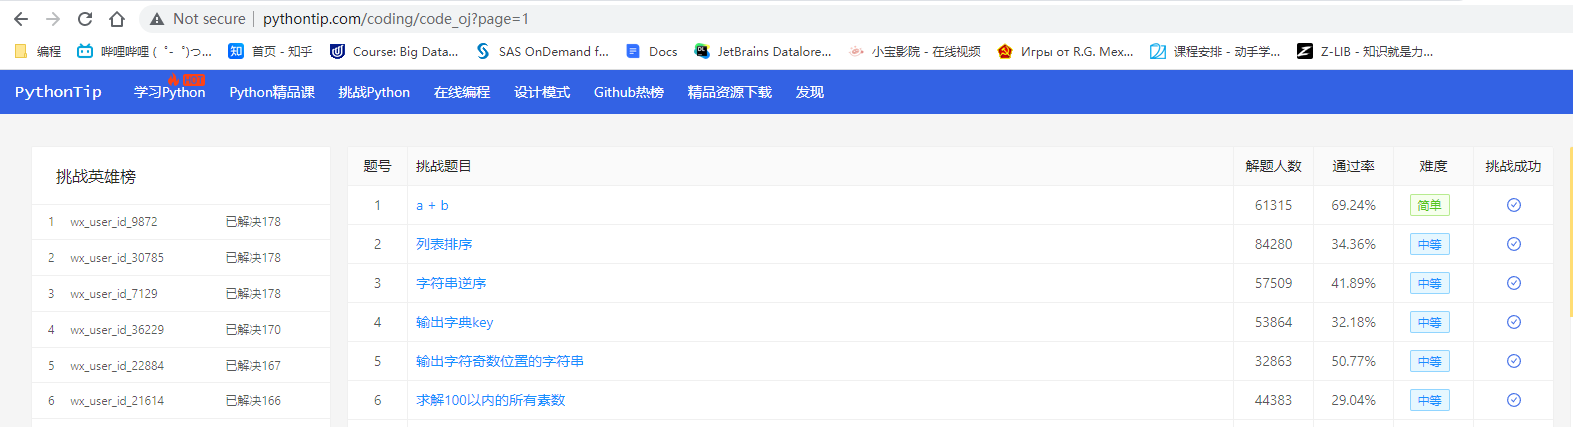 Not secure | pythontip.com/coding/code_oj?page=1
编程 哔哩哔哩 ( ゜- ゜)つ... 首页 - 知乎 Course: Big Data... SAS OnDemand f... Docs JetBrains Datalore... 小宝影院 - 在线视频 Игры от R.G. Mex... 课程安排 - 动手学... Z-LIB - 知识就是力...
PythonTip 学习Python HOT Python精品课 挑战Python 在线编程 设计模式 Github热榜 精品资源下载 发现
挑战英雄榜
1 wx_user_id_9872 已解决178
2 wx_user_id_30785 已解决178
3 wx_user_id_7129 已解决178
4 wx_user_id_36229 已解决170
5 wx_user_id_22884 已解决167
6 wx_user_id_21614 已解决166
题号 挑战题目 解题人数 通过率 难度 挑战成功
1 a + b 61315 69.24% 简单
2 列表排序 84280 34.36% 中等
3 字符串逆序 57509 41.89% 中等
4 输出字典key 53864 32.18% 中等
5 输出字符奇数位置的字符串 32863 50.77% 中等
6 求解100以内的所有素数 44383 29.04% 中等